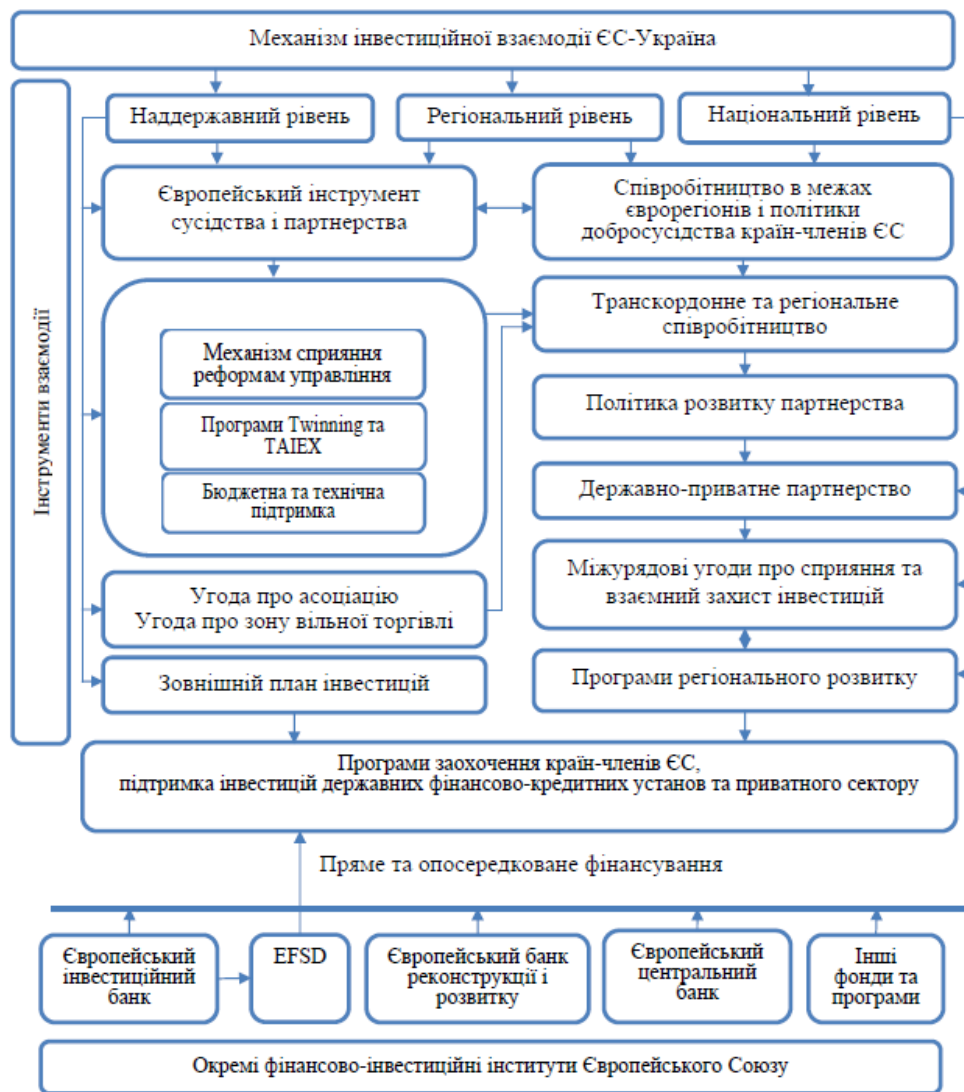 Механізм інвестиційної взаємодії ЄС-Україна
Інструменти взаємодії
Наддержавний рівень
Регіональний рівень
Національний рівень
Європейський інструмент
сусідства і партнерства
Співробітництво в межах
єврорегіонів і політики
добросусідства країн-членів ЄС
Механізм сприяння
реформам управління
Програми Twinning та
TAIEX
Бюджетна та технічна
підтримка
Транскордонне та регіональне
співробітництво
Політика розвитку партнерства
Державно-приватне партнерство
Міжурядові угоди про сприяння та
взаємний захист інвестицій
Угода про асоціацію
Угода про зону вільної торгівлі
Зовнішній план інвестицій
Програми регіонального розвитку
Програми заохочення країн-членів ЄС,
підтримка інвестицій державних фінансово-кредитних установ та приватного сектору
Пряме та опосередковане фінансування
Європейський
інвестиційний
банк
EFSD
Європейський банк
реконструкції і
розвитку
Європейський
центральний
банк
Інші
фонди та
програми
Окремі фінансово-інвестиційні інститути Європейського Союзу